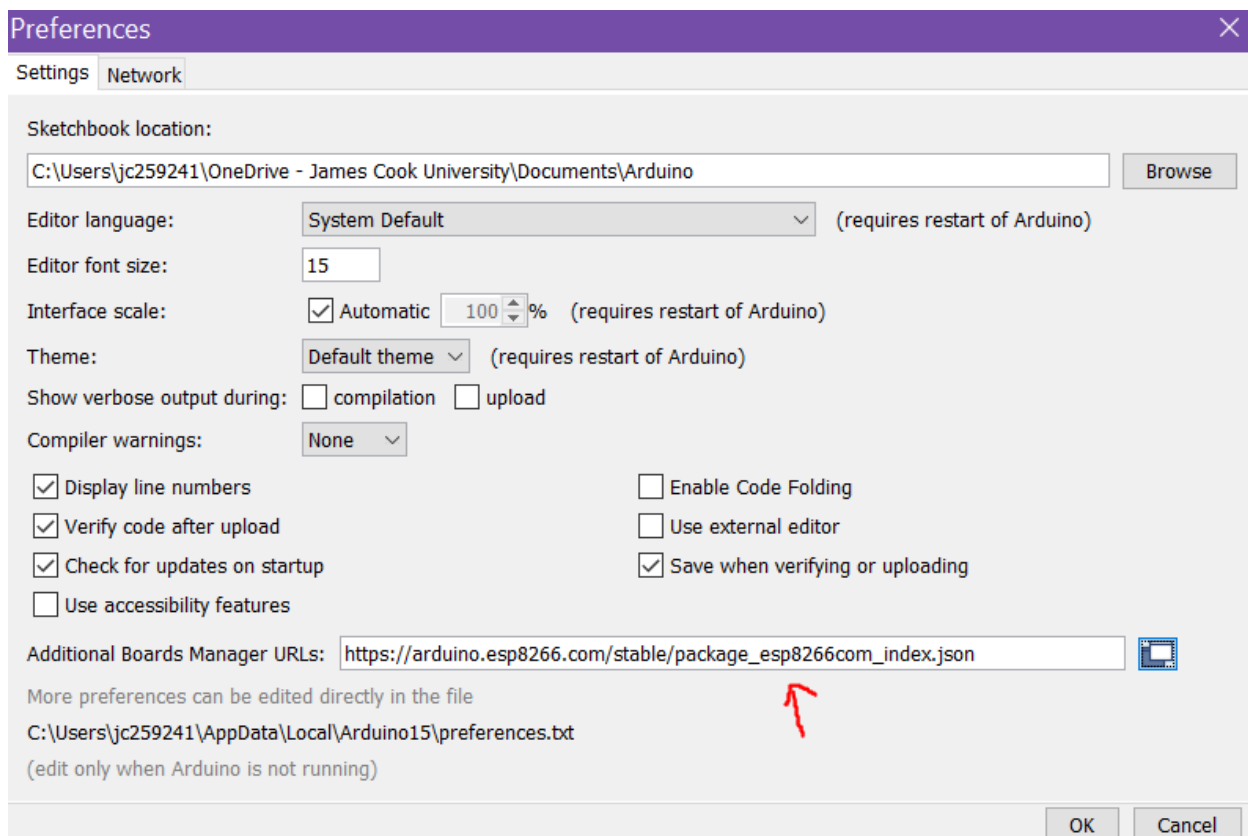 Preferences
Settings Network
Sketchbook location:
C:\Users\jc259241\OneDrive - James Cook University\Documents\Arduino Browse
Editor language: System Default (requires restart of Arduino)
Editor font size: 15
Interface scale: Automatic 100 % (requires restart of Arduino)
Theme: Default theme (requires restart of Arduino)
Show verbose output during: compilation upload
Compiler warnings: None
Display line numbers Enable Code Folding
Verify code after upload Use external editor
Check for updates on startup Save when verifying or uploading
Use accessibility features
Additional Boards Manager URLs: https://arduino.esp8266.com/stable/package_esp8266com_index.json
More preferences can be edited directly in the file
C:\Users\jc259241\AppData\Local\Arduino15\preferences.txt
(edit only when Arduino is not running)
OK Cancel